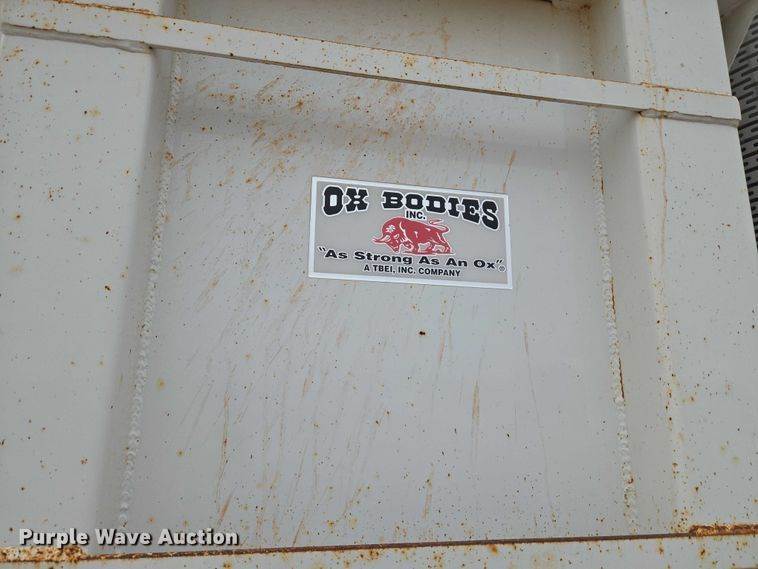 OX BODIES
INC.
"As Strong As An Ox"®
A TBEI, INC. COMPANY
Purple Wave Auction